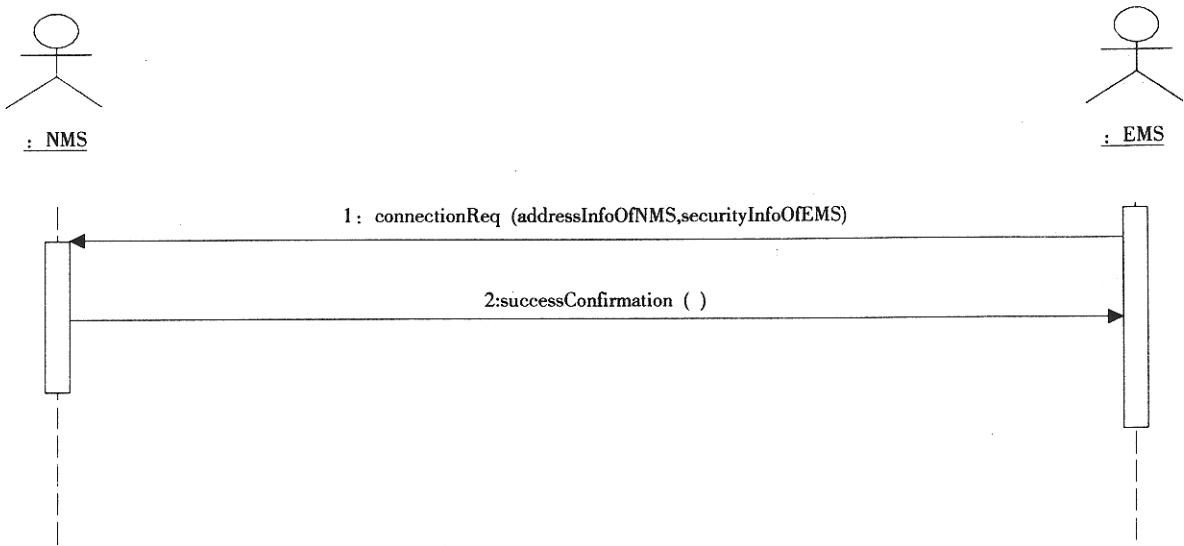 : NMS
: EMS
1: connectionReq (addressInfoOfNMS,securityInfoOfEMS)
2:successConfirmation ( )